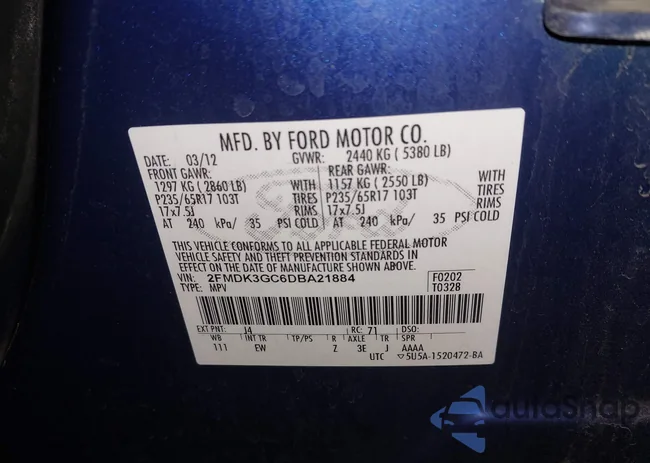 MFD. BY FORD MOTOR CO.
DATE: 03/12 GVWR: 2440 KG ( 5380 LB)
FRONT GAWR: REAR GAWR:
1297 KG ( 2860 LB) WITH 1157 KG ( 2550 LB) WITH
P235/65R17 103T TIRES P235/65R17 103T TIRES
17x7.5J RIMS 17x7.5J RIMS
AT 240 kPa/ 35 PSI COLD AT 240 kPa/ 35 PSI COLD
THIS VEHICLE CONFORMS TO ALL APPLICABLE FEDERAL MOTOR
VEHICLE SAFETY AND THEFT PREVENTION STANDARDS IN
EFFECT ON THE DATE OF MANUFACTURE SHOWN ABOVE.
VIN: 2FMDK3GC6DBA21884 F0202
TYPE: MPV T0328
EXT PNT: J4 RC: 71 DSO:
WB INT TR TP/PS R AXLE TR SPR
111 EW Z 3E J AAAA
UTC ▽5U5A-1520472-BA
AulaSnap